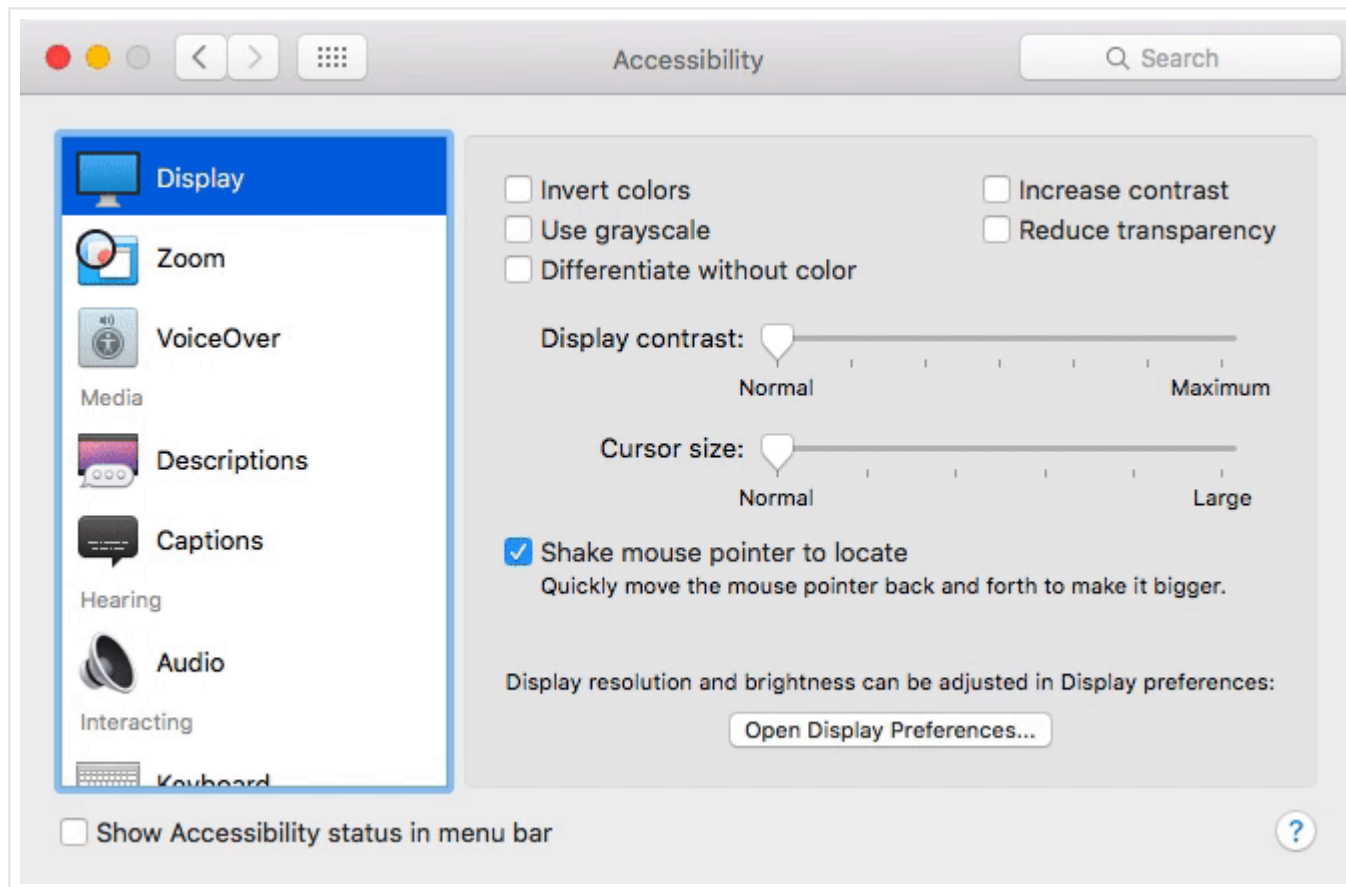 Accessibility
Search
Display
Zoom
VoiceOver
Media
Descriptions
Captions
Hearing
Audio
Interacting
Keyboard
Invert colors
Increase contrast
Use grayscale
Reduce transparency
Differentiate without color
Display contrast:
Normal
Maximum
Cursor size:
Normal
Large
Shake mouse pointer to locate
Quickly move the mouse pointer back and forth to make it bigger.
Display resolution and brightness can be adjusted in Display preferences:
Open Display Preferences...
Show Accessibility status in menu bar
?